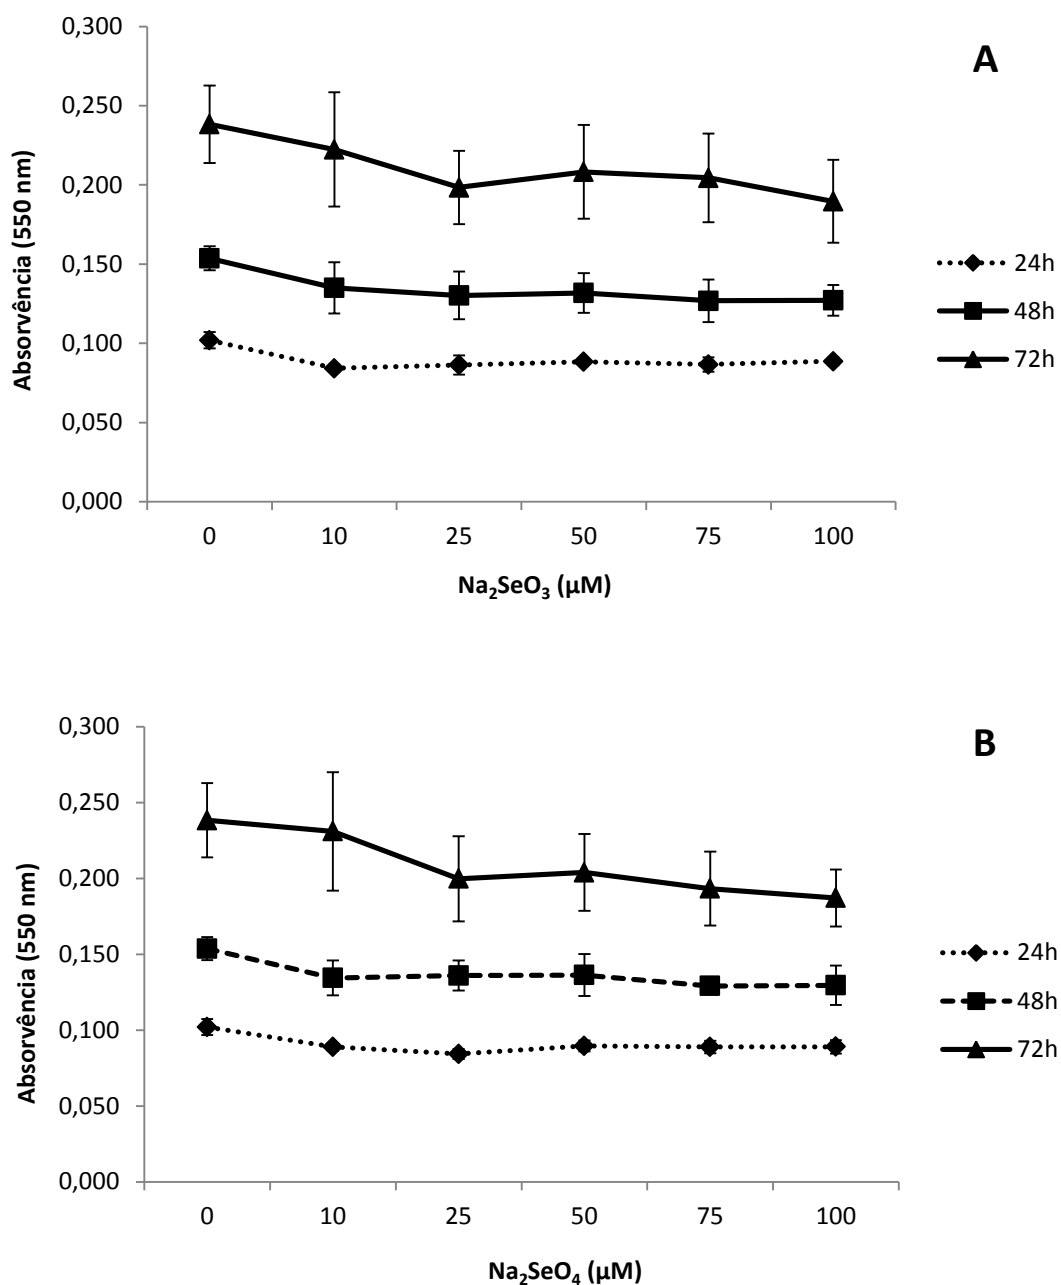 A
0,300
0,250
0,200
0,150
0,100
0,050
0,000
Absorvência (550 nm)
0 10 25 50 75 100
Na₂SeO₃ (µM)
24h
48h
72h
B
0,300
0,250
0,200
0,150
0,100
0,050
0,000
Absorvência (550 nm)
0 10 25 50 75 100
Na₂SeO₄ (µM)
24h
48h
72h